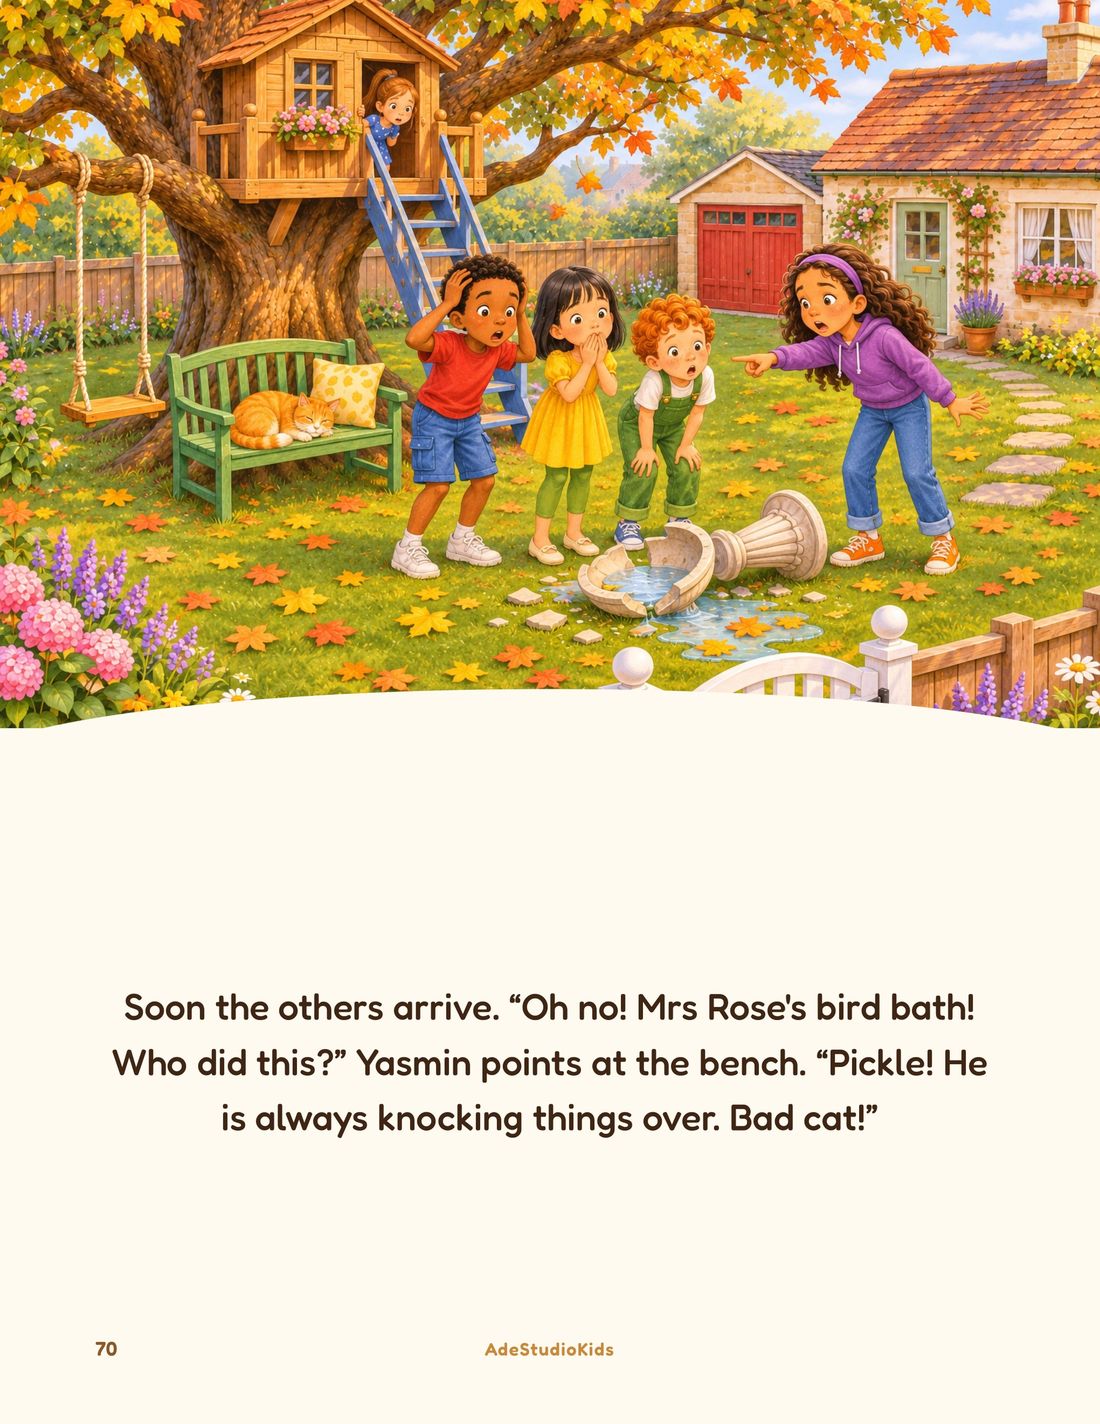 Soon the others arrive. “Oh no! Mrs Rose's bird bath!
Who did this?” Yasmin points at the bench. “Pickle! He
is always knocking things over. Bad cat!”
70
AdeStudioKids